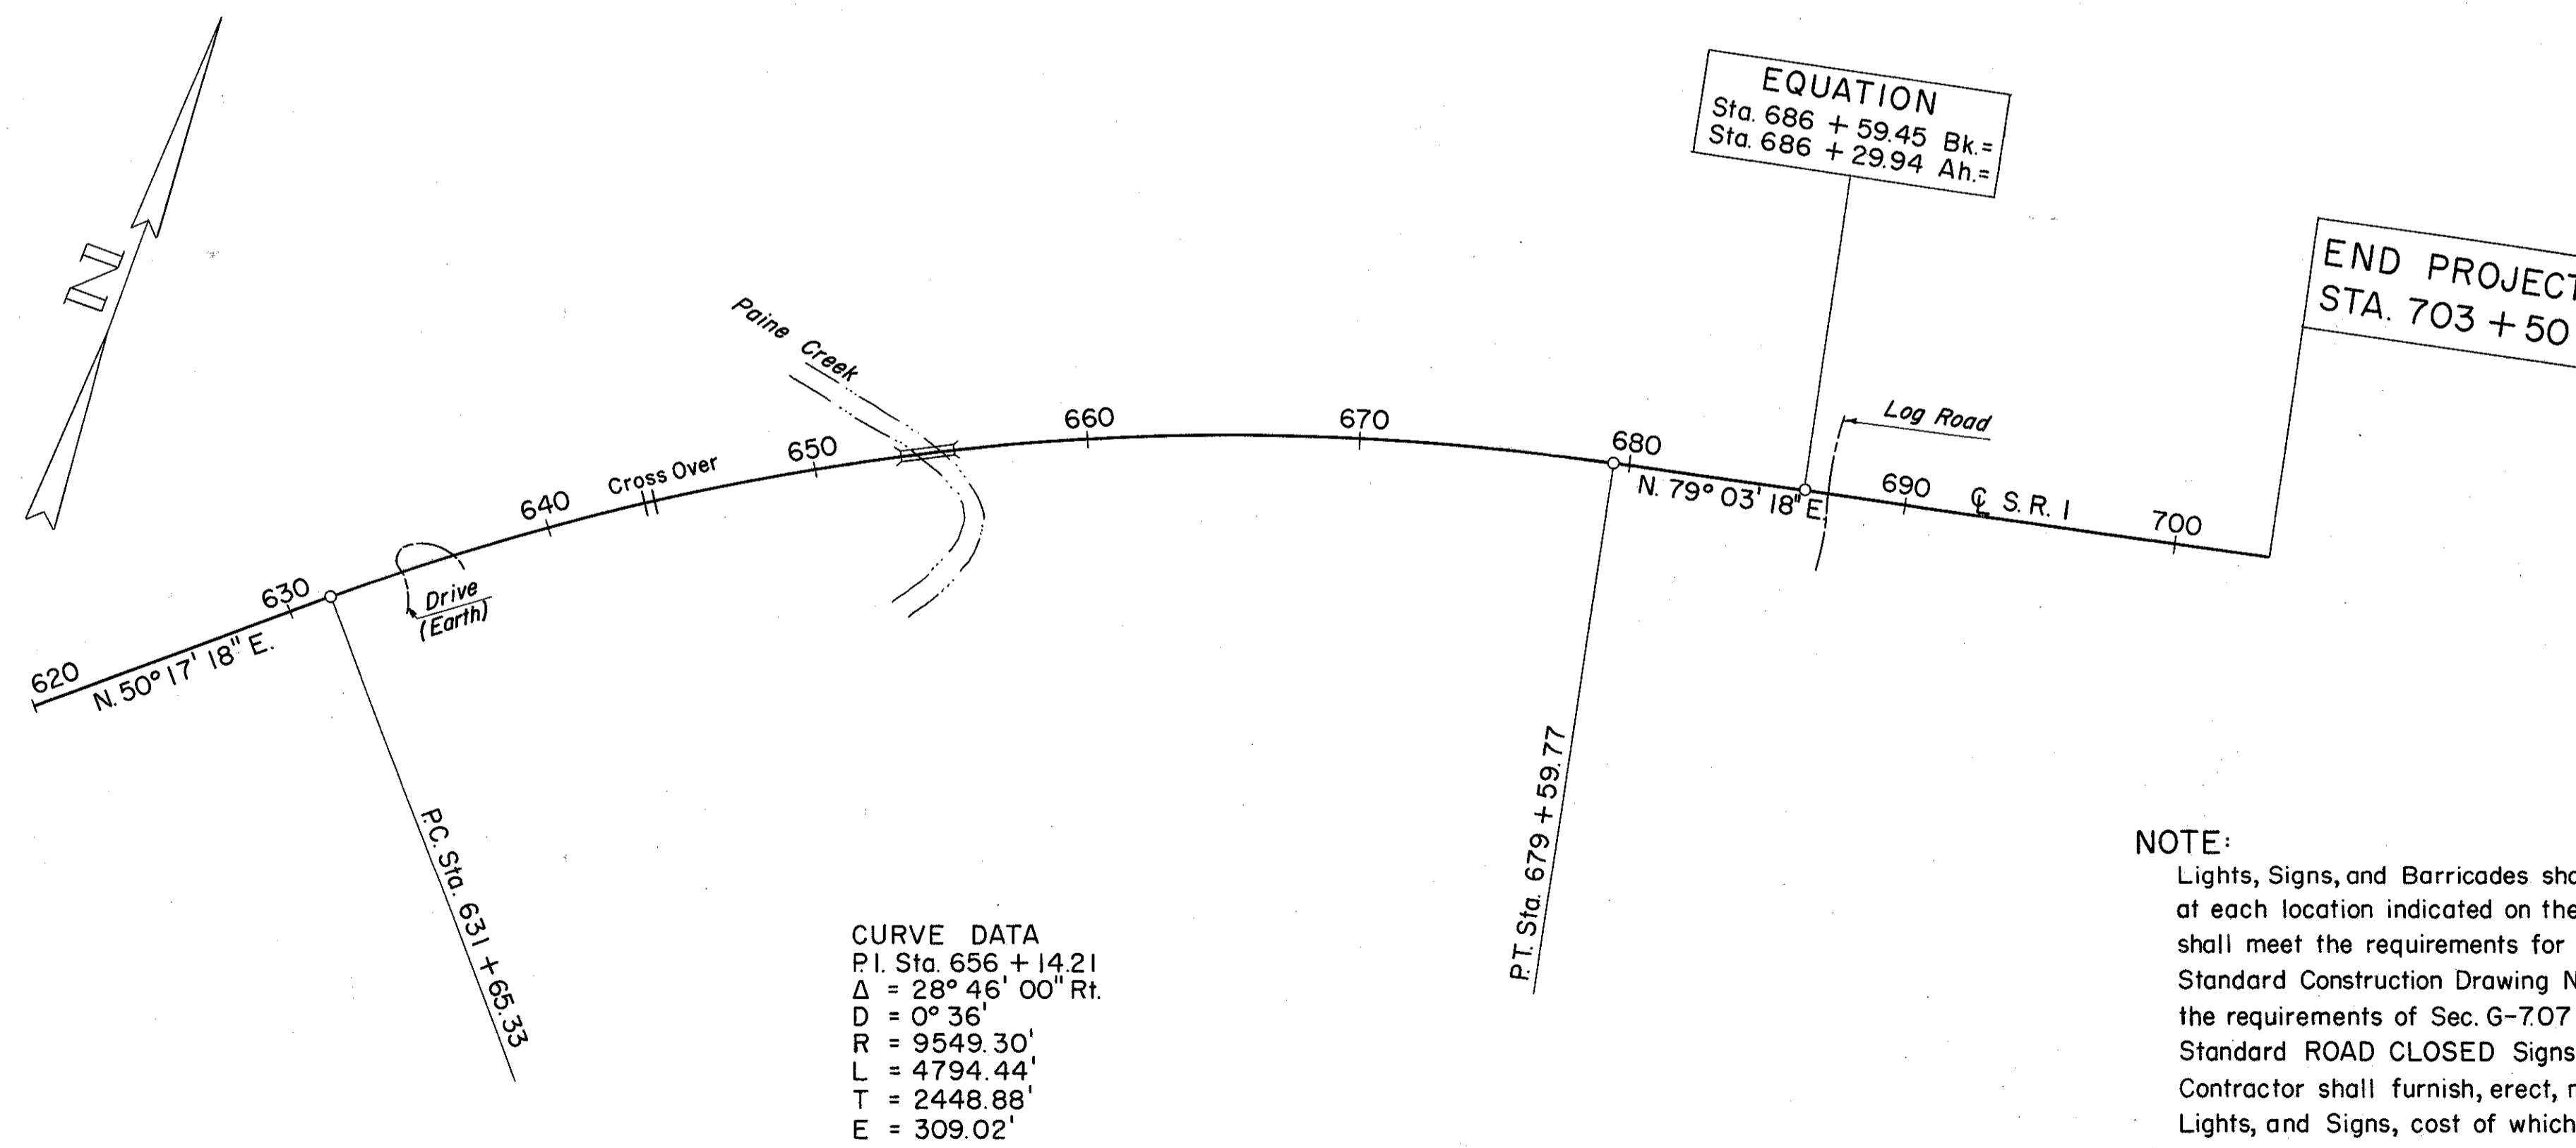 N
EQUATION
Sta. 686 + 59.45 Bk.=
Sta. 686 + 29.94 Ah.=
END PROJECT
STA. 703 + 50
Paine Creek
Log Road
620
630
640
Cross Over
650
660
670
680
690
℄ S. R. 1
700
N. 50° 17' 18" E.
N. 79° 03' 18" E.
Drive
(Earth)
P.C. Sta. 631 + 65.33
P.T. Sta. 679 + 59.77
CURVE DATA
P.I. Sta. 656 + 14.21
Δ = 28° 46' 00" Rt.
D = 0° 36'
R = 9549.30'
L = 4794.44'
T = 2448.88'
E = 309.02'
NOTE:
Lights, Signs, and Barricades
at each location indicated on the
shall meet the requirements for
Standard Construction Drawing N
the requirements of Sec. G-7.07
Standard ROAD CLOSED Signs
Contractor shall furnish, erect,
Lights, and Signs, cost of which